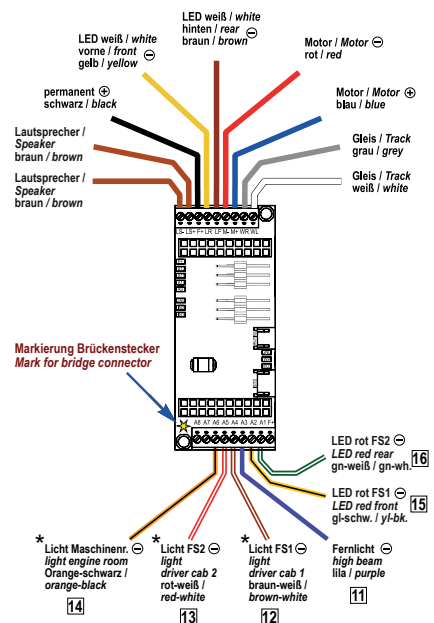 LED weiß / white
hinten / rear
braun / brown ⊖
LED weiß / white
vorne / front ⊖
gelb / yellow
Motor / Motor ⊖
rot / red
permanent ⊕
schwarz / black
Motor / Motor ⊕
blau / blue
Lautsprecher /
Speaker
braun / brown
Gleis / Track
grau / grey
Lautsprecher /
Speaker
braun / brown
Gleis / Track
weiß / white
LS- LS+ F+ LR LF M- M+ WR WL
Markierung Brückenstecker
Mark for bridge connector
A8 A7 A6 A5 A4 A3 A2 A1 F+
LED rot FS2 ⊖
LED red rear 16
gn-weiß / gn-wh.
LED rot FS1 ⊖
LED red front 15
gl-schw. / yl-bk.
* Licht Maschinenr. ⊖
light engine room
Orange-schwarz /
orange-black
14
* Licht FS2 ⊖
light
driver cab 2
rot-weiß /
red-white
13
* Licht FS1 ⊖
light
driver cab 1
braun-weiß /
brown-white
12
Fernlicht ⊖
high beam
lila / purple
11